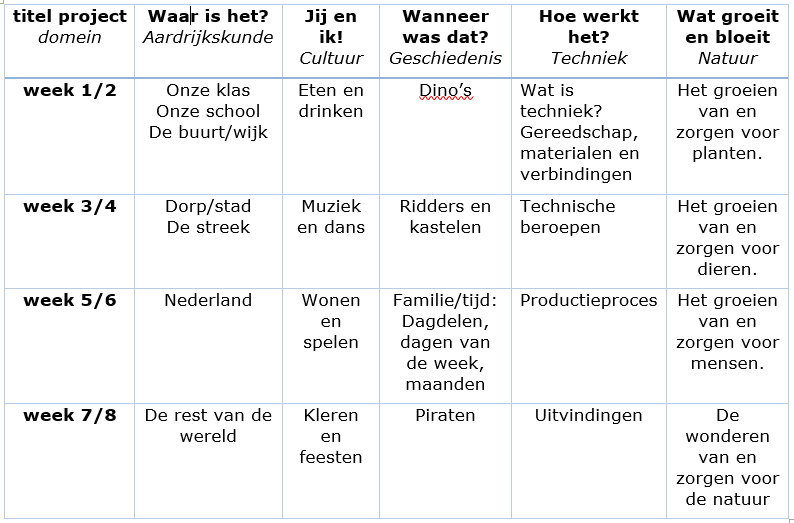 titel project
domein
Waar is het?
Aardrijkskunde
Jij en
ik!
Cultuur
Wanneer
was dat?
Geschiedenis
Hoe werkt
het?
Techniek
Wat groeit
en bloeit
Natuur
week 1/2
Onze klas
Onze school
De buurt/wijk
Eten en
drinken
Dino’s
Wat is
techniek?
Gereedschap,
materialen en
verbindingen
Het groeien
van en
zorgen voor
planten.
week 3/4
Dorp/stad
De streek
Muziek
en dans
Ridders en
kastelen
Technische
beroepen
Het groeien
van en
zorgen voor
dieren.
week 5/6
Nederland
Wonen
en
spelen
Familie/tijd:
Dagdelen,
dagen van
de week,
maanden
Productieproces
Het groeien
van en
zorgen voor
mensen.
week 7/8
De rest van de
wereld
Kleren
en
feesten
Piraten
Uitvindingen
De
wonderen
van en
zorgen voor
de natuur